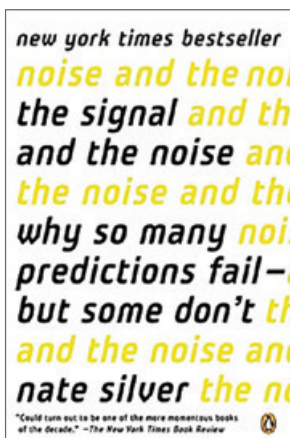 new york times bestseller
noise and the noi
the signal and th
and the noise and
the noise and the
why so many noi
predictions fail—
but some don't th
and the noise and
nate silver the no
"Could turn out to be one of the more momentous books
of the decade." —The New York Times Book Review